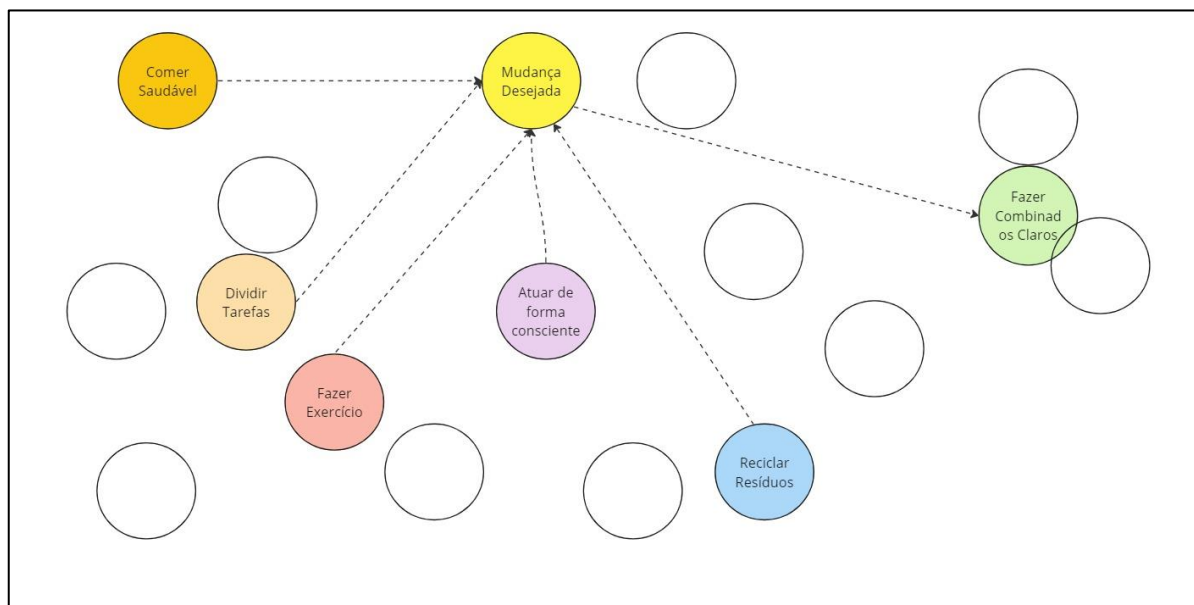 Comer
Saudável
Mudança
Desejada
Fazer
Combinad
os Claros
Dividir
Tarefas
Atuar de
forma
consciente
Fazer
Exercício
Reciclar
Resíduos